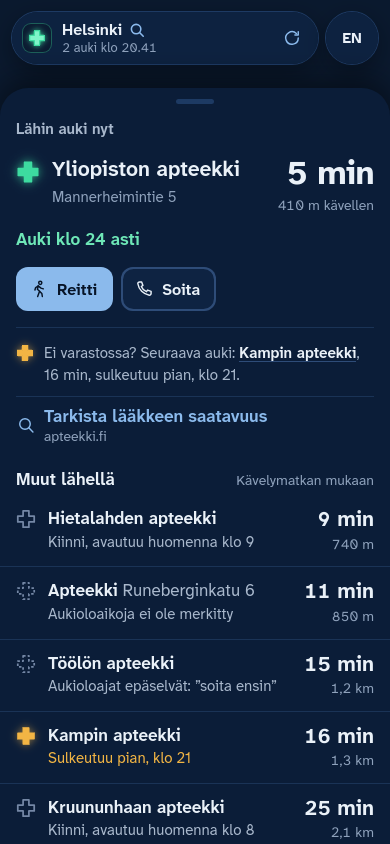 Helsinki
2 auki klo 20.41
EN
Lähin auki nyt
Yliopiston apteekki
5 min
Mannerheimintie 5
410 m kävellen
Auki klo 24 asti
Reitti
Soita
Ei varastossa? Seuraava auki: Kampin apteekki,
16 min, sulkeutuu pian, klo 21.
Tarkista lääkkeen saatavuus
apteekki.fi
Muut lähellä
Kävelymatkan mukaan
Hietalahden apteekki
9 min
Kiinni, avautuu huomenna klo 9
740 m
Apteekki Runeberginkatu 6
11 min
Aukioloaikoja ei ole merkitty
850 m
Töölön apteekki
15 min
Aukioloajat epäselvät: ”soita ensin”
1,2 km
Kampin apteekki
16 min
Sulkeutuu pian, klo 21
1,3 km
Kruununhaan apteekki
25 min
Kiinni, avautuu huomenna klo 8
2,1 km